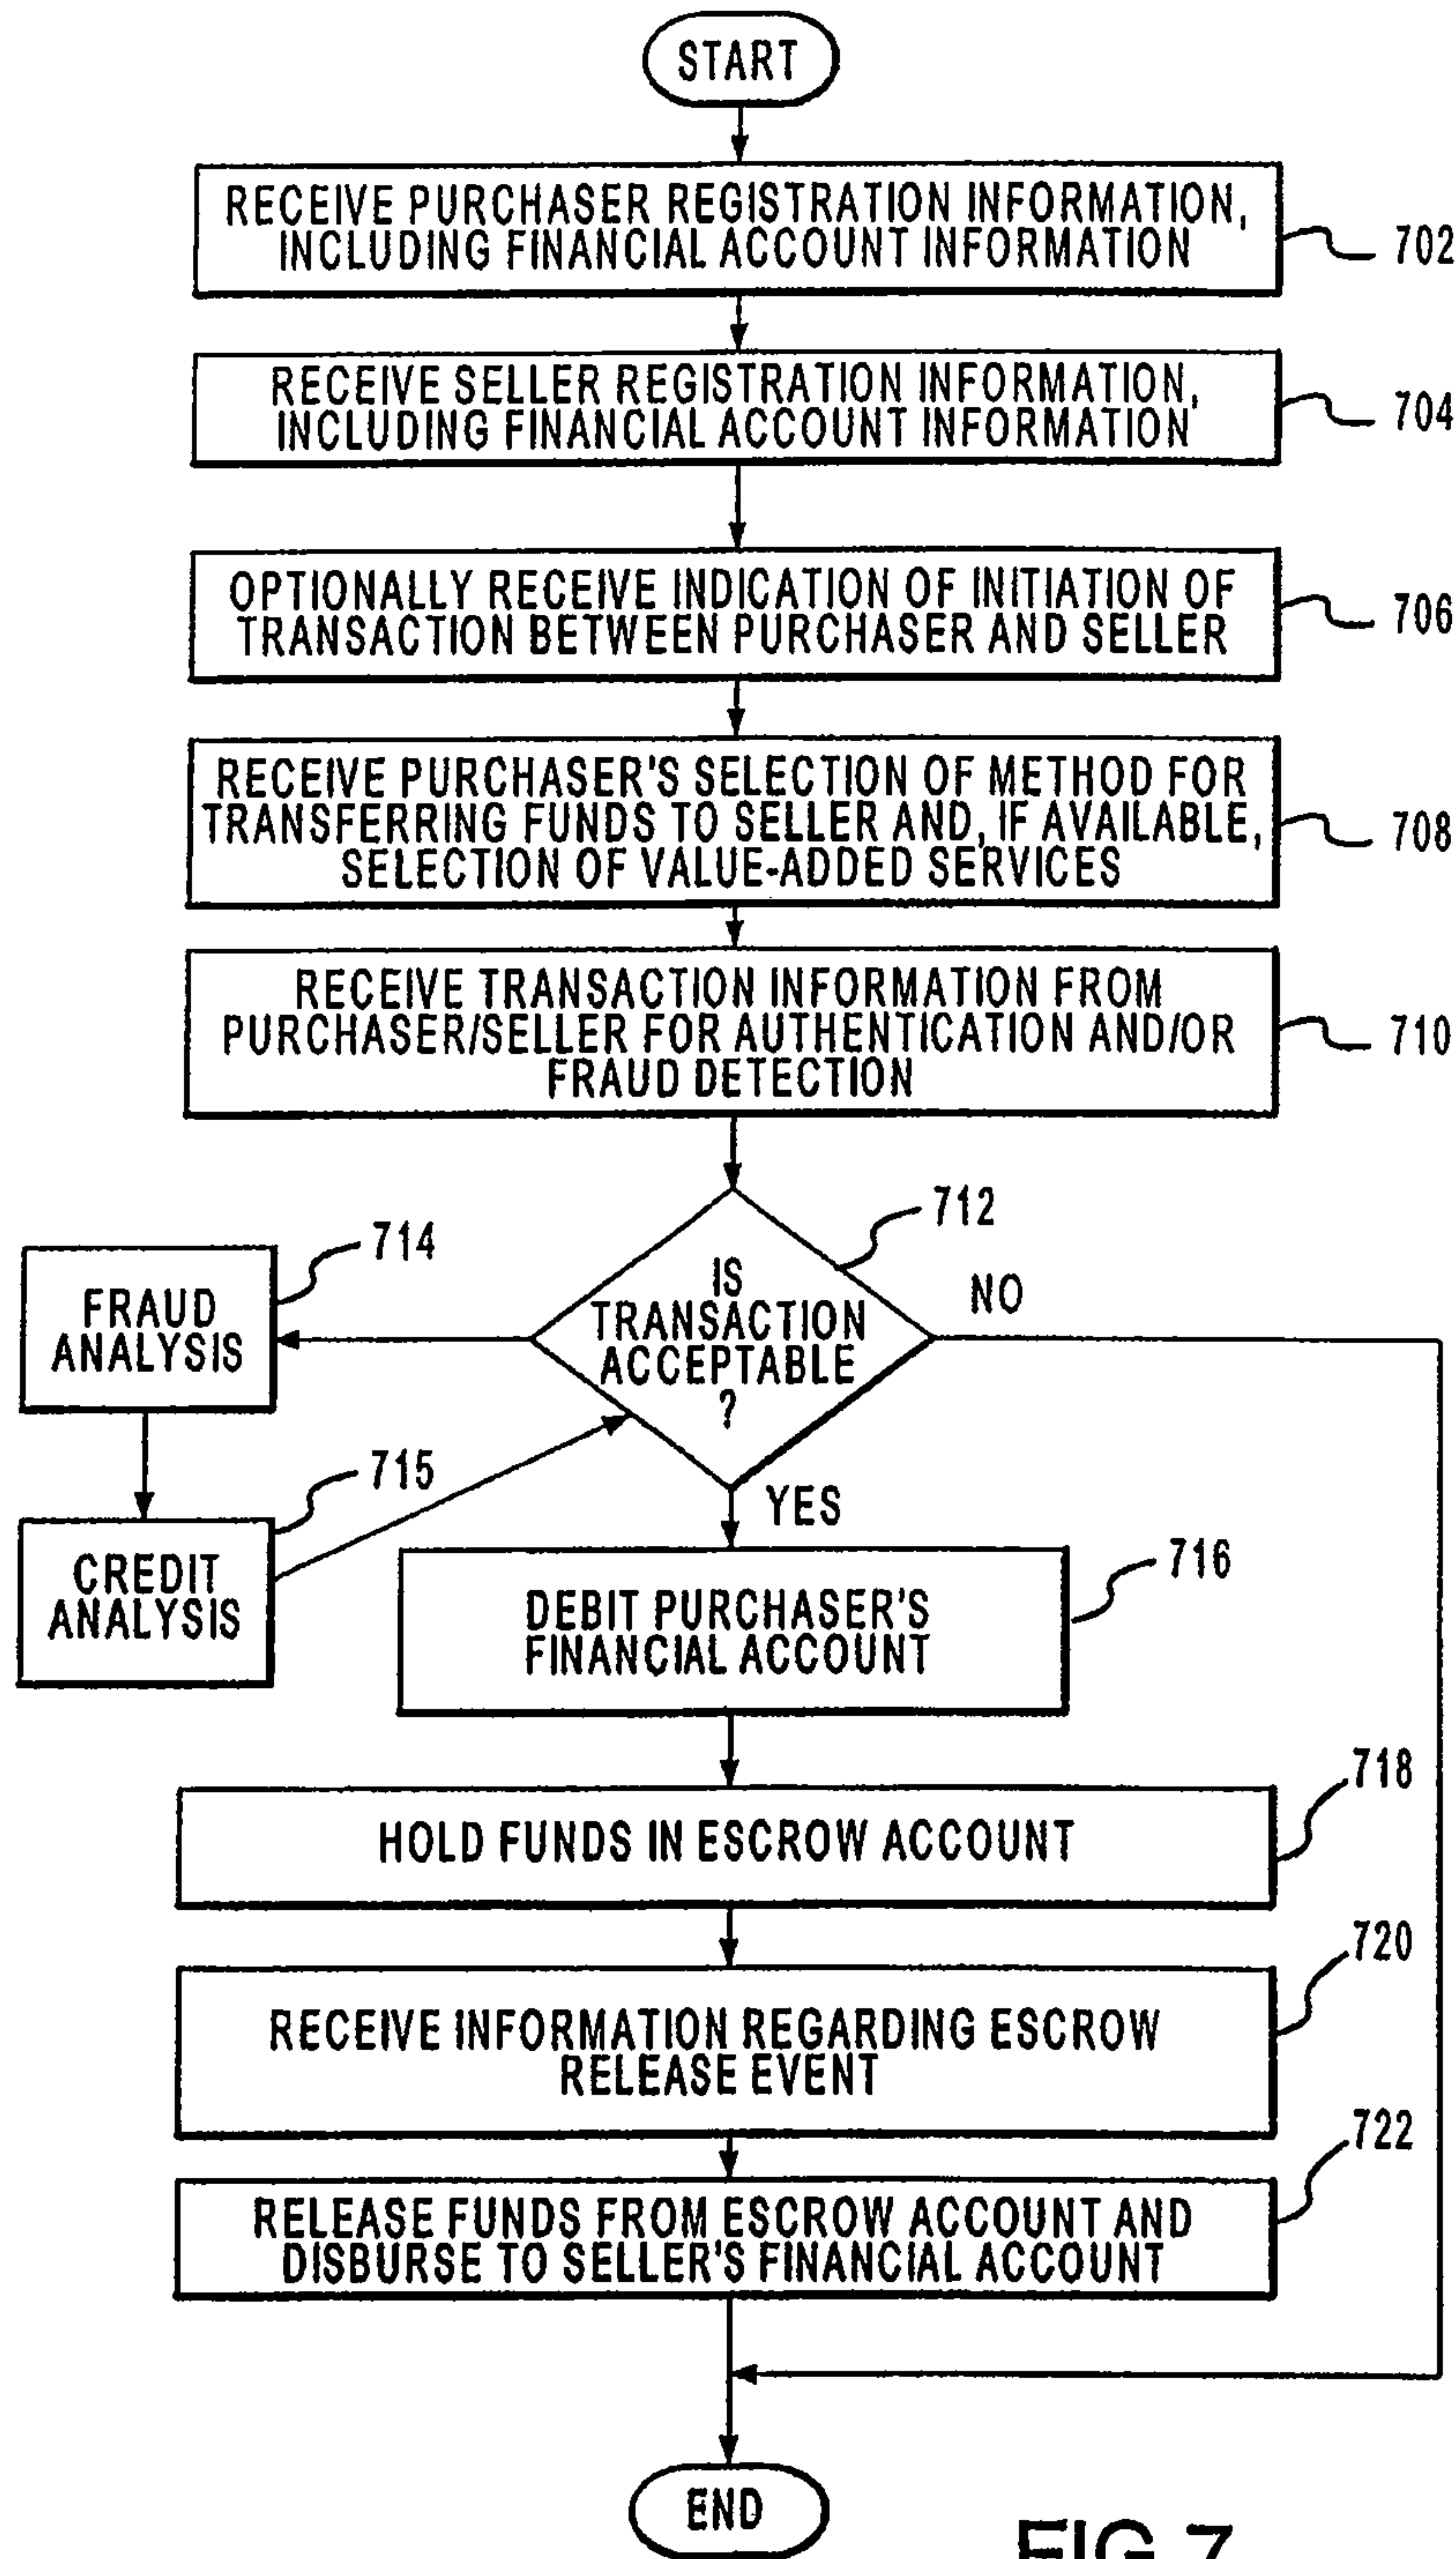 START
RECEIVE PURCHASER REGISTRATION INFORMATION,
INCLUDING FINANCIAL ACCOUNT INFORMATION
702
RECEIVE SELLER REGISTRATION INFORMATION,
INCLUDING FINANCIAL ACCOUNT INFORMATION
704
OPTIONALLY RECEIVE INDICATION OF INITIATION OF
TRANSACTION BETWEEN PURCHASER AND SELLER
706
RECEIVE PURCHASER'S SELECTION OF METHOD FOR
TRANSFERRING FUNDS TO SELLER AND, IF AVAILABLE,
SELECTION OF VALUE-ADDED SERVICES
708
RECEIVE TRANSACTION INFORMATION FROM
PURCHASER/SELLER FOR AUTHENTICATION AND/OR
FRAUD DETECTION
710
712
IS
TRANSACTION
ACCEPTABLE
?
NO
714
FRAUD
ANALYSIS
715
CREDIT
ANALYSIS
YES
716
DEBIT PURCHASER'S
FINANCIAL ACCOUNT
718
HOLD FUNDS IN ESCROW ACCOUNT
720
RECEIVE INFORMATION REGARDING ESCROW
RELEASE EVENT
722
RELEASE FUNDS FROM ESCROW ACCOUNT AND
DISBURSE TO SELLER'S FINANCIAL ACCOUNT
END
FIG 7